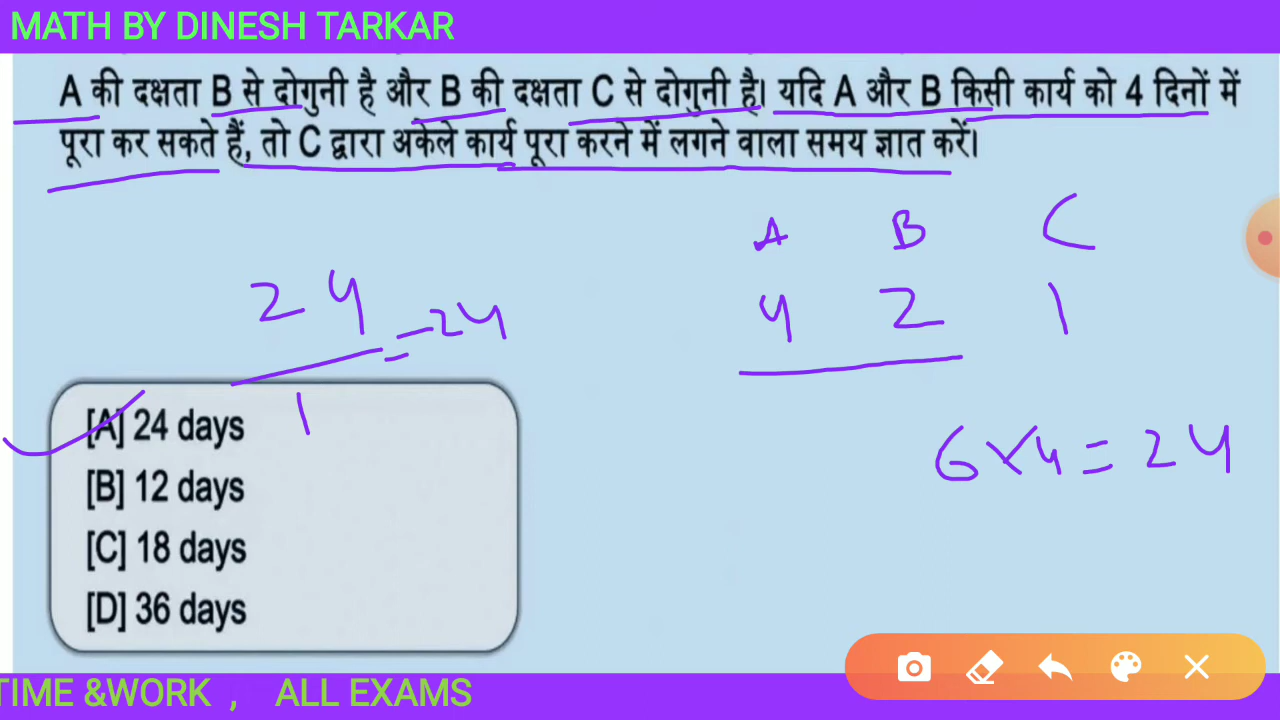 MATH BY DINESH TARKAR
A की दक्षता B से दोगुनी है और B की दक्षता C से दोगुनी है। यदि A और B किसी कार्य को 4 दिनों में
पूरा कर सकते हैं, तो C द्वारा अकेले कार्य पूरा करने में लगने वाला समय ज्ञात करें।
A B C
4 2 1
24
= 24
1
6 × 4 = 24
[A] 24 days
[B] 12 days
[C] 18 days
[D] 36 days
TIME &WORK , ALL EXAMS